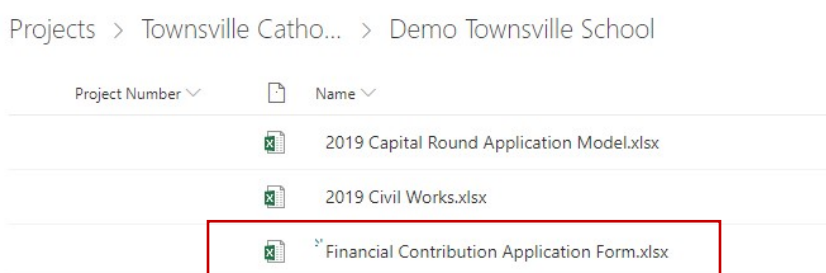 Projects > Townsville Catho... > Demo Townsville School
Project Number Name
2019 Capital Round Application Model.xlsx
2019 Civil Works.xlsx
Financial Contribution Application Form.xlsx